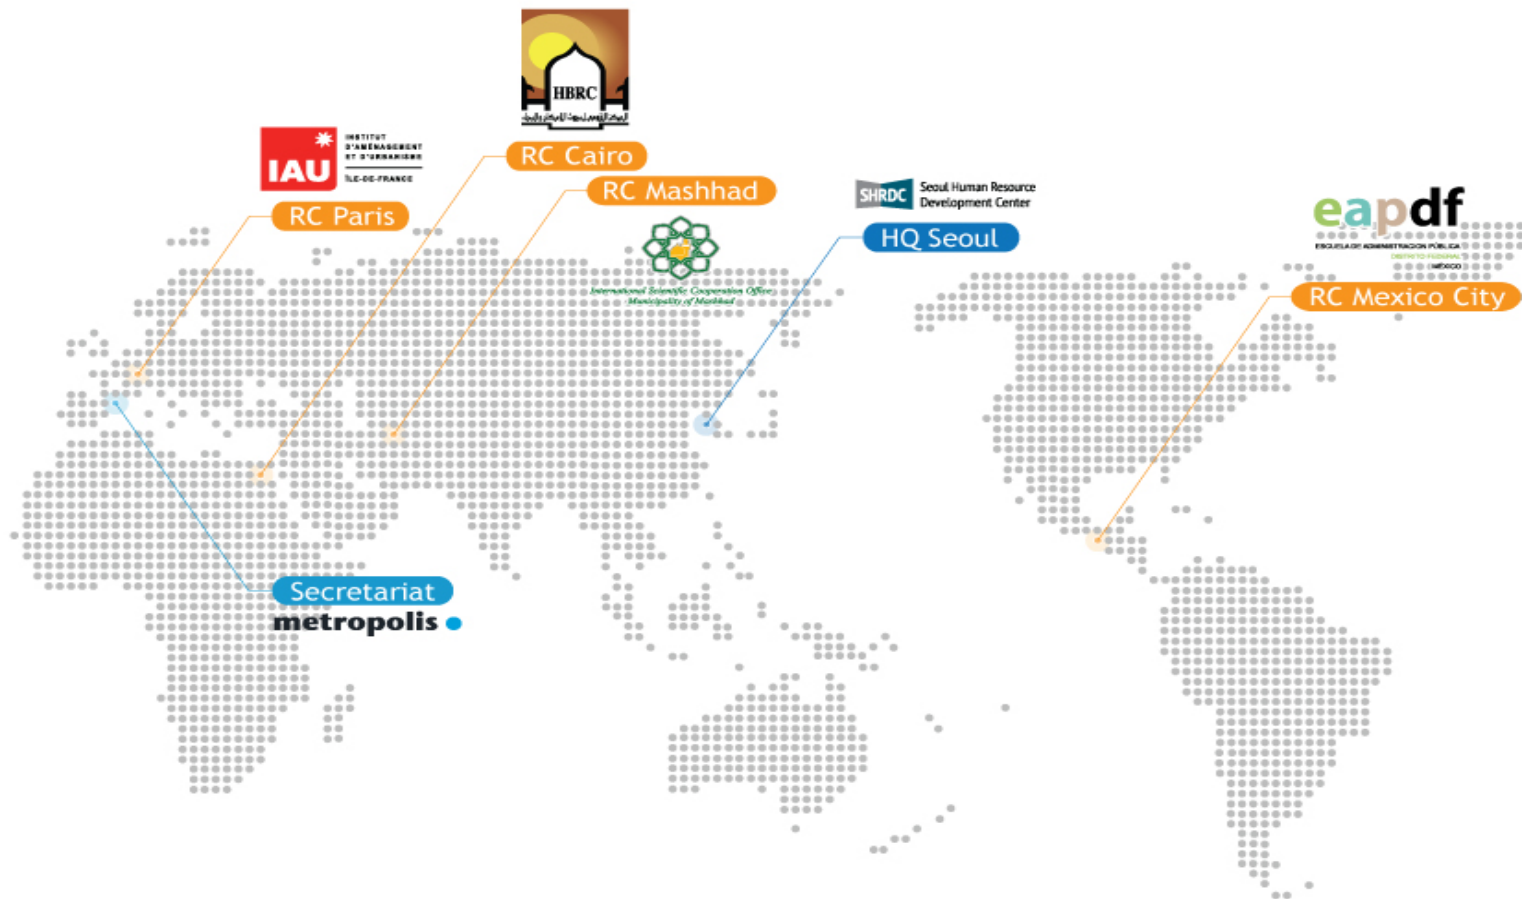 HBRC
IAU
INSTITUT
D'AMÉNAGEMENT
ET D'URBANISME
ÎLE-DE-FRANCE
RC Cairo
RC Mashhad
RC Paris
International Scientific Cooperation Office
Municipality of Mashhad
SHRDC
Seoul Human Resource
Development Center
HQ Seoul
eapdf
ESCUELA DE ADMINISTRACIÓN PÚBLICA
DISTRITO FEDERAL
MÉXICO
RC Mexico City
Secretariat
metropolis